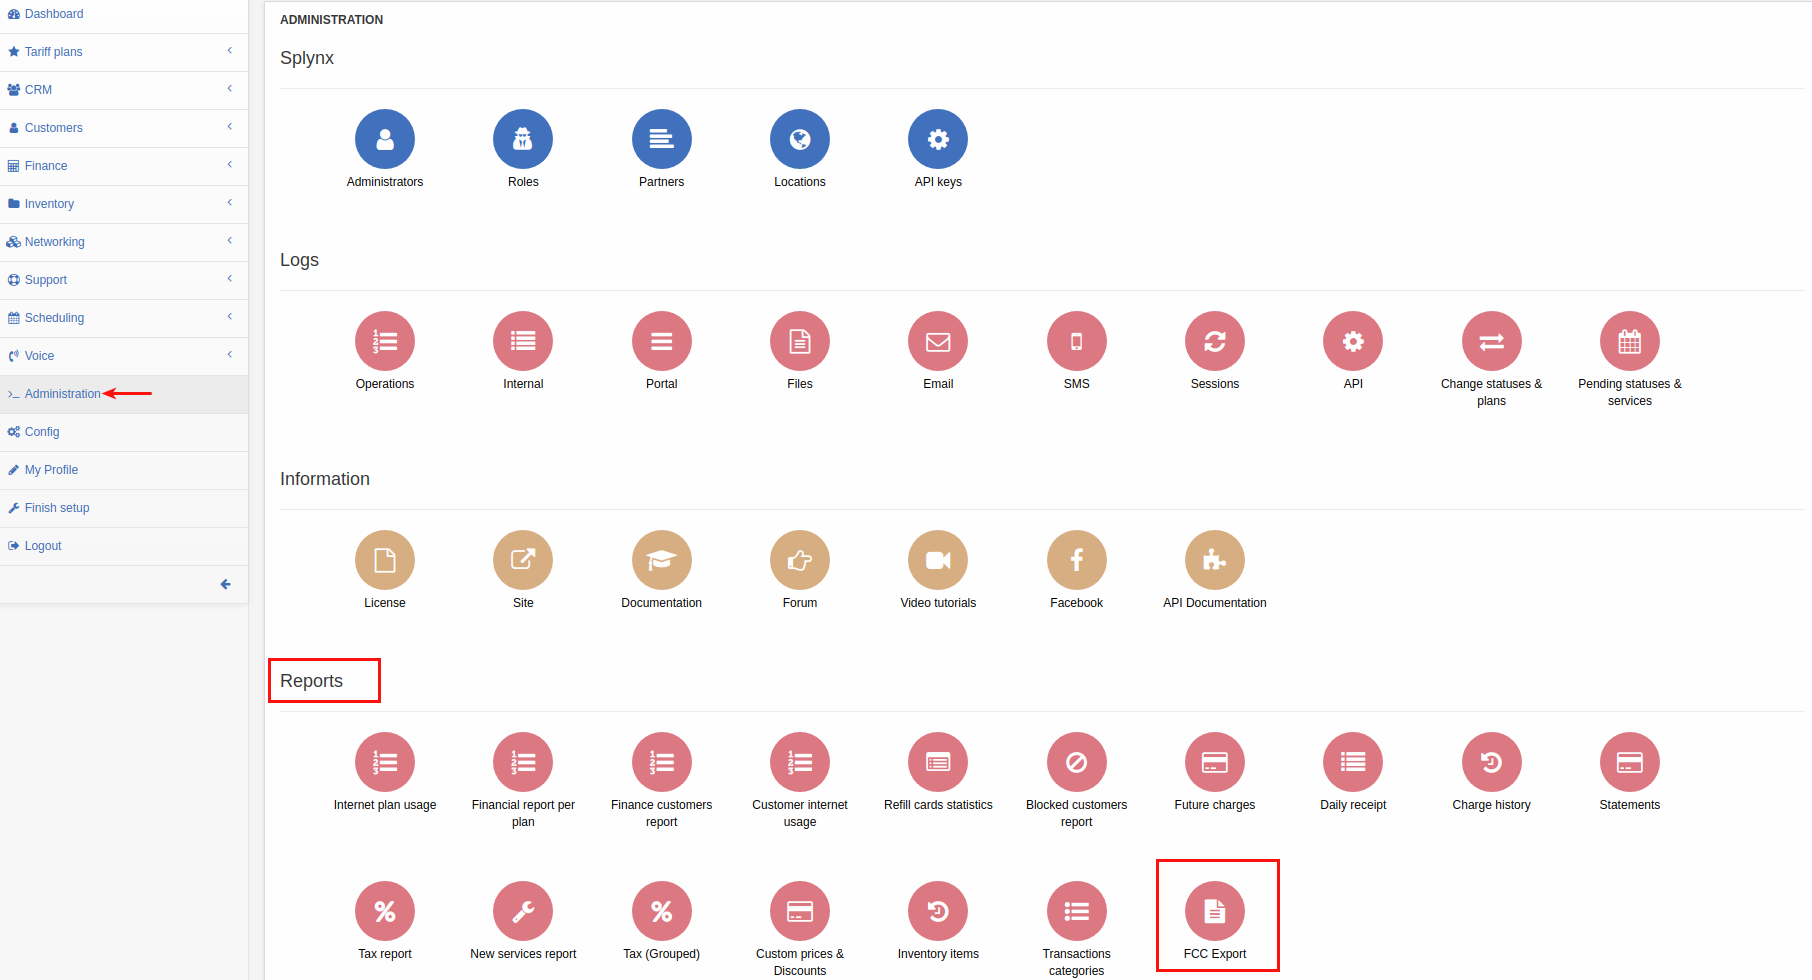 Dashboard
Tariff plans
CRM
Customers
Finance
Inventory
Networking
Support
Scheduling
Voice
Administration
Config
My Profile
Finish setup
Logout
ADMINISTRATION
Splynx
Administrators
Roles
Partners
Locations
API keys
Logs
Operations
Internal
Portal
Files
Email
SMS
Sessions
API
Change statuses &
plans
Pending statuses &
services
Information
License
Site
Documentation
Forum
Video tutorials
Facebook
API Documentation
Reports
Internet plan usage
Financial report per
plan
Finance customers
report
Customer internet
usage
Refill cards statistics
Blocked customers
report
Future charges
Daily receipt
Charge history
Statements
Tax report
New services report
Tax (Grouped)
Custom prices &
Discounts
Inventory items
Transactions
categories
FCC Export